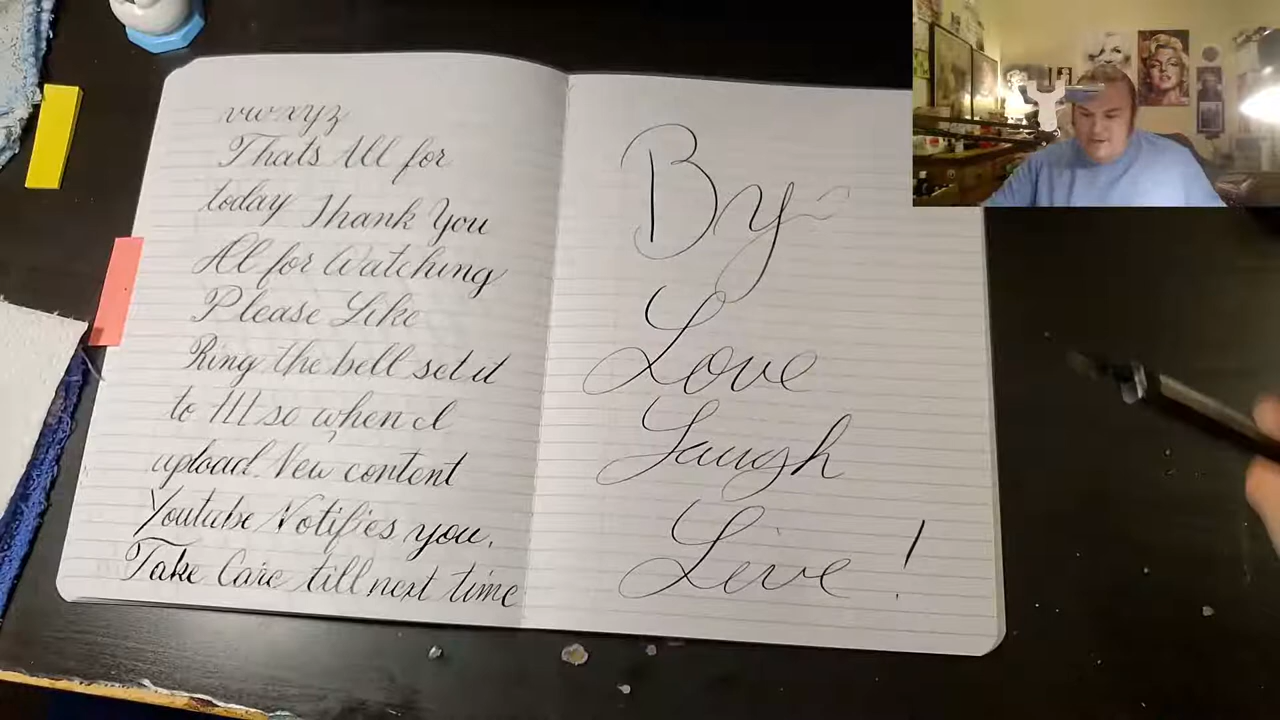 vwxyz
Thats All for
today Thank You
All for Watching
Please Like
Ring the bell set it
to All so when I
upload New content
Youtube Notifies you.
Take Care till next time
By
Love
Laugh
Live!